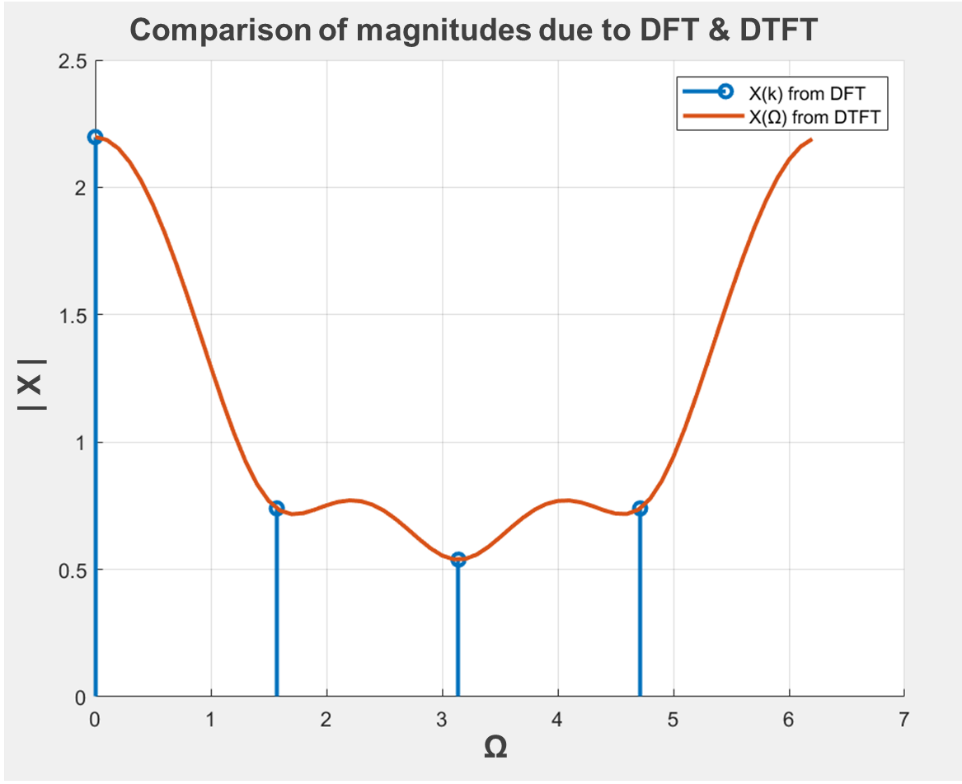 Comparison of magnitudes due to DFT & DTFT
2.5
2
1.5
1
0.5
0
| X |
X(k) from DFT
X(Ω) from DTFT
0 1 2 3 4 5 6 7
Ω